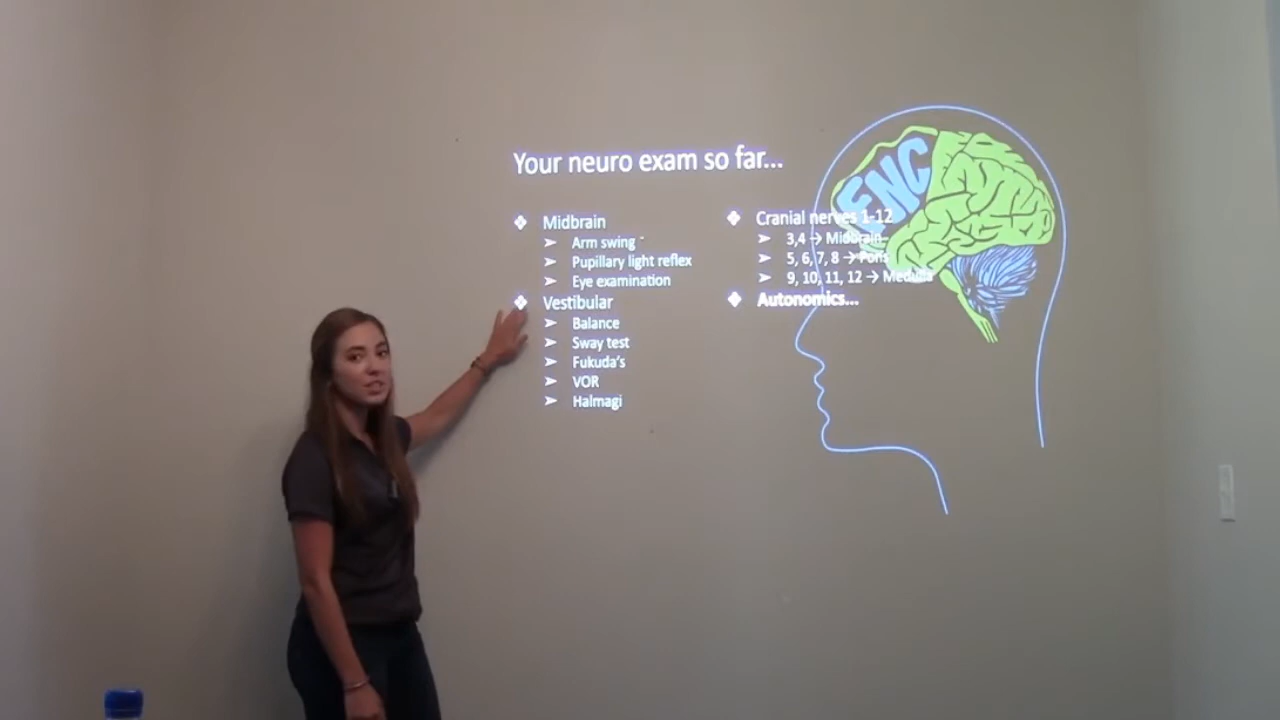 Your neuro exam so far...
❖ Midbrain
➢ Arm swing
➢ Pupillary light reflex
➢ Eye examination
❖ Vestibular
➢ Balance
➢ Sway test
➢ Fukuda's
➢ VOR
➢ Halmagi
❖ Cranial nerves 1-12
➢ 3,4 → Midbrain
➢ 5, 6, 7, 8 → Pons
➢ 9, 10, 11, 12 → Medulla
❖ Autonomics...
FNC